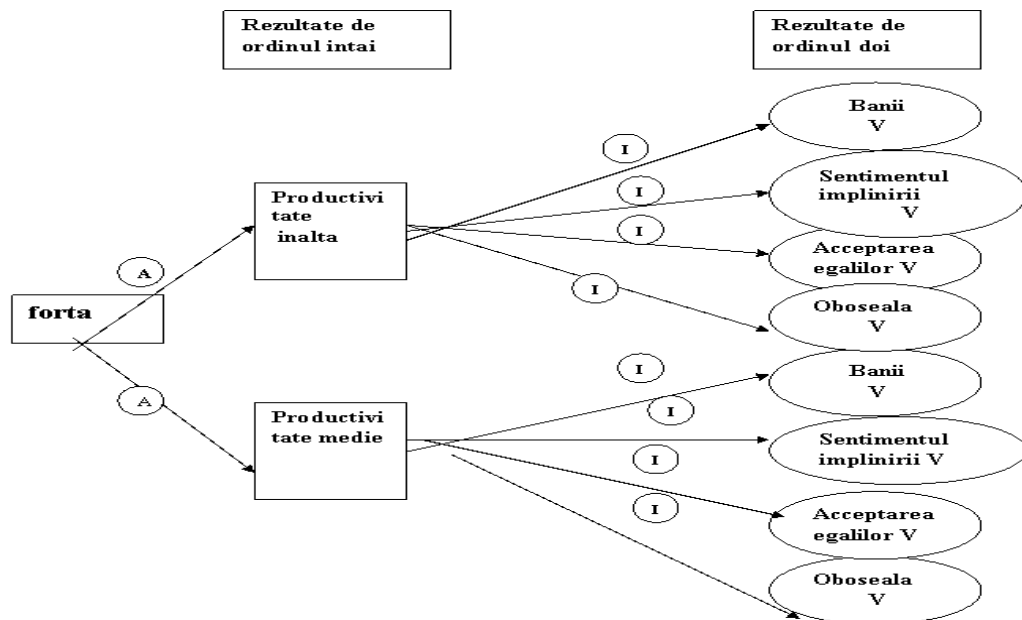 Rezultate de
ordinul intai
Rezultate de
ordinul doi
Banii
V
I
Sentimentul
implinirii
V
I
Productivi
tate
inalta
I
Acceptarea
egalilor V
A
I
forta
Oboseala
V
I
Banii
V
A
Productivi
tate medie
I
Sentimentul
implinirii V
I
I
Acceptarea
egalilor V
Oboseala
V